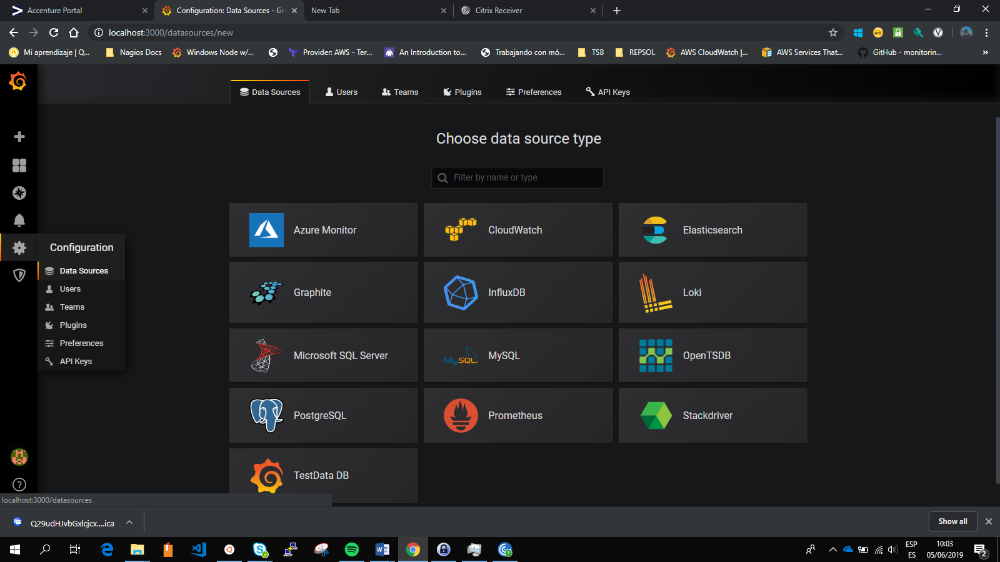 Accenture Portal
Configuration: Data Sources - Gra
New Tab
Citrix Receiver
localhost:3000/datasources/new
Mi aprendizaje | Q...
Nagios Docs
Windows Node w/...
Provider: AWS - Ter...
An Introduction to...
Trabajando con mó...
TSB
REPSOL
AWS CloudWatch |...
AWS Services That...
GitHub - monitorin...
»
Data Sources
Users
Teams
Plugins
Preferences
API Keys
Choose data source type
Filter by name or type
Azure Monitor
CloudWatch
Elasticsearch
Graphite
InfluxDB
Loki
Microsoft SQL Server
MySQL
MySQL
OpenTSDB
PostgreSQL
Prometheus
Stackdriver
TestData DB
Configuration
Data Sources
Users
Teams
Plugins
Preferences
API Keys
localhost:3000/datasources
Q29udHJvbGxlcjcx....ica
Show all
ESP
ES
10:03
05/06/2019
2